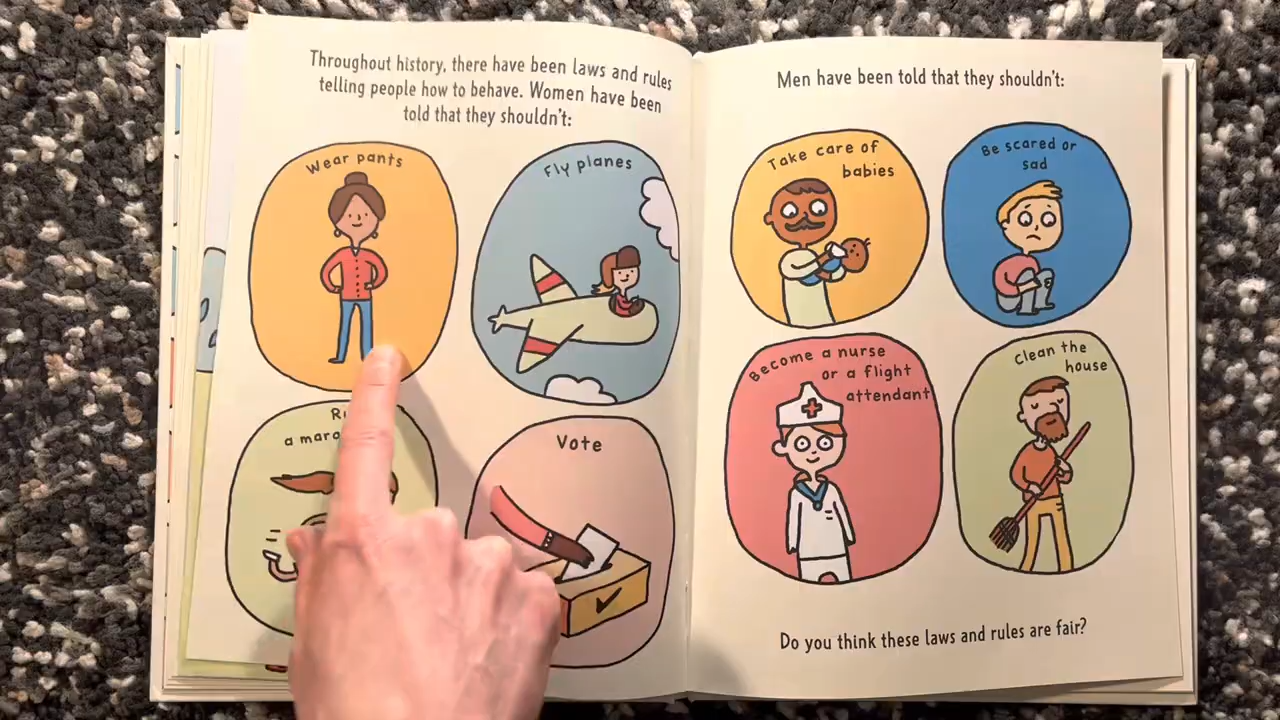 Throughout history, there have been laws and rules
telling people how to behave. Women have been
told that they shouldn't:
Wear pants
Fly planes
a
Vote
Men have been told that they shouldn't:
Take care of
babies
Be scared or
sad
Become a nurse
or a flight
attendant
Clean the
house
Do you think these laws and rules are fair?